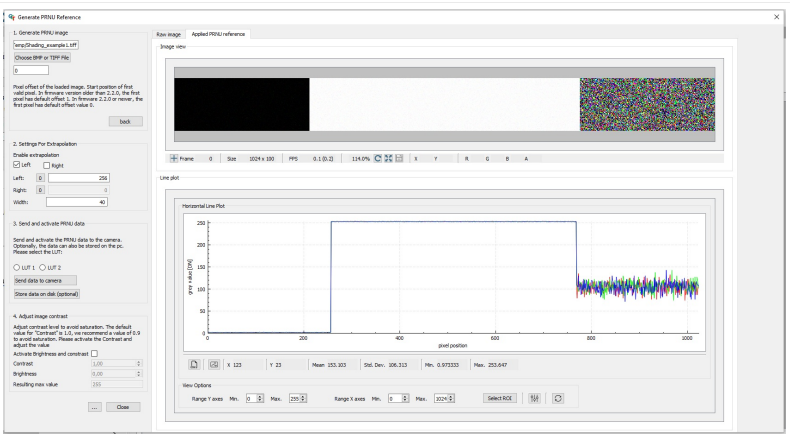 Generate PRNU Reference
1. Generate PRNU image
'emp/Shading_example1.tiff
Choose BMP or TIFF File
0
Pixel offset of the loaded image. Start position of first
valid pixel. In firmware version older than 2.2.0, the first
pixel has default offset 1. In firmware 2.2.0 or newer, the
first pixel has default offset value 0.
back
2. Settings For Extrapolation
Enable extrapolation
Left Right
Left: 0 256
Right: 0 0
Width: 40
3. Send and activate PRNU data
Send and activate the PRNU data to the camera.
Optionally, the data can also be stored on the pc.
Please select the LUT:
LUT 1 LUT 2
Send data to camera
Store data on disk (optional)
4. Adjust image contrast
Adjust contrast level to avoid saturation. The default
value for "Contrast" is 1.0, we recommend a value of 0.9
to avoid saturation. Please activate the Contrast and
adjust the value
Activate Brightness and constrast
Contrast 1,00
Brightness 0,00
Resulting max value 255
... Close
Raw image Applied PRNU reference
Image view
Frame 0 Size 1024 x 100 FPS 0.1 (0.2) 114.0% X Y R G B A
Line plot
Horizontal Line Plot
grey value [DN]
250
200
150
100
50
0
0 200 400 600 800 1000
pixel position
X 123 Y 23 Mean 153.103 Std. Dev. 106.313 Min. 0.973333 Max. 253.647
View Options
Range Y axes Min. 0 Max. 255 Range X axes Min. 0 Max. 1024 Select ROI